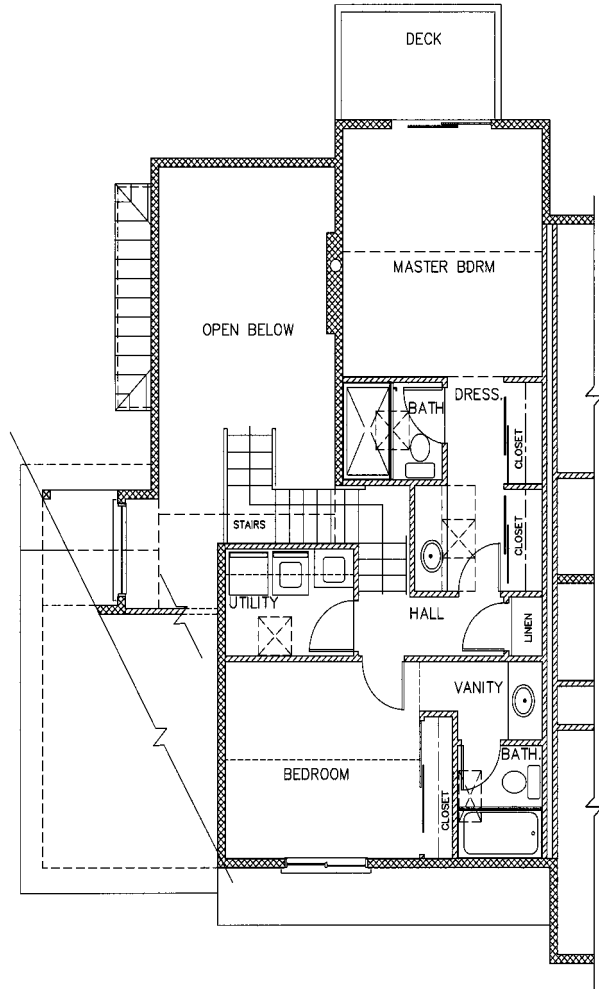 DECK
MASTER BDRM
OPEN BELOW
DRESS.
BATH
CLOSET
CLOSET
STAIRS
UTILITY
HALL
LINEN
VANITY
BATH.
BEDROOM
CLOSET